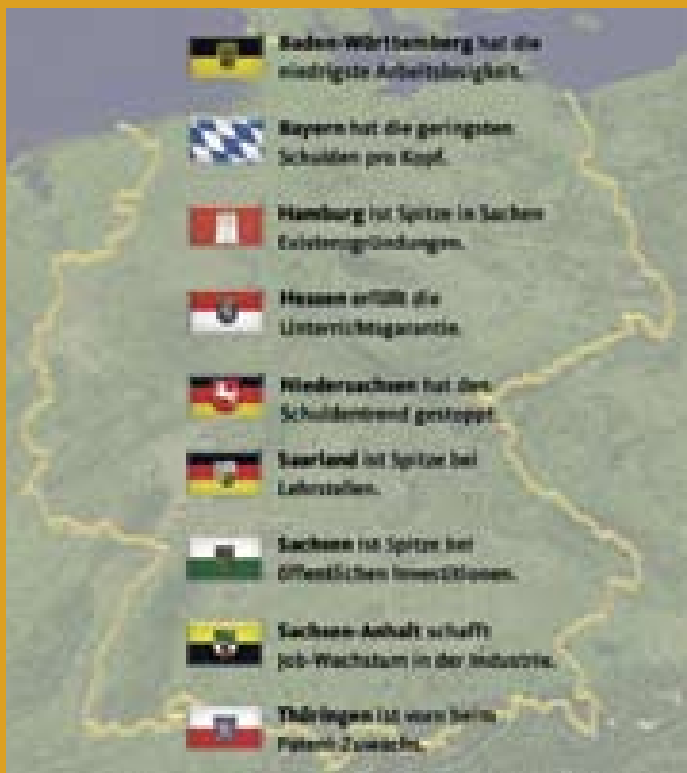 Baden-Württemberg hat die
niedrigste Arbeitslosigkeit.
Bayern hat die geringsten
Schulden pro Kopf.
Hamburg ist Spitze in Sachen
Existenzgründungen.
Hessen erfüllt die
Unterrichtsgarantie.
Niedersachsen hat den
Schuldentrend gestoppt.
Saarland ist Spitze bei
Lehrstellen.
Sachsen ist Spitze bei
öffentlichen Investitionen.
Sachsen-Anhalt schafft
Job-Wachstum in der Industrie.
Thüringen ist vorn beim
Patent-Zuwachs.